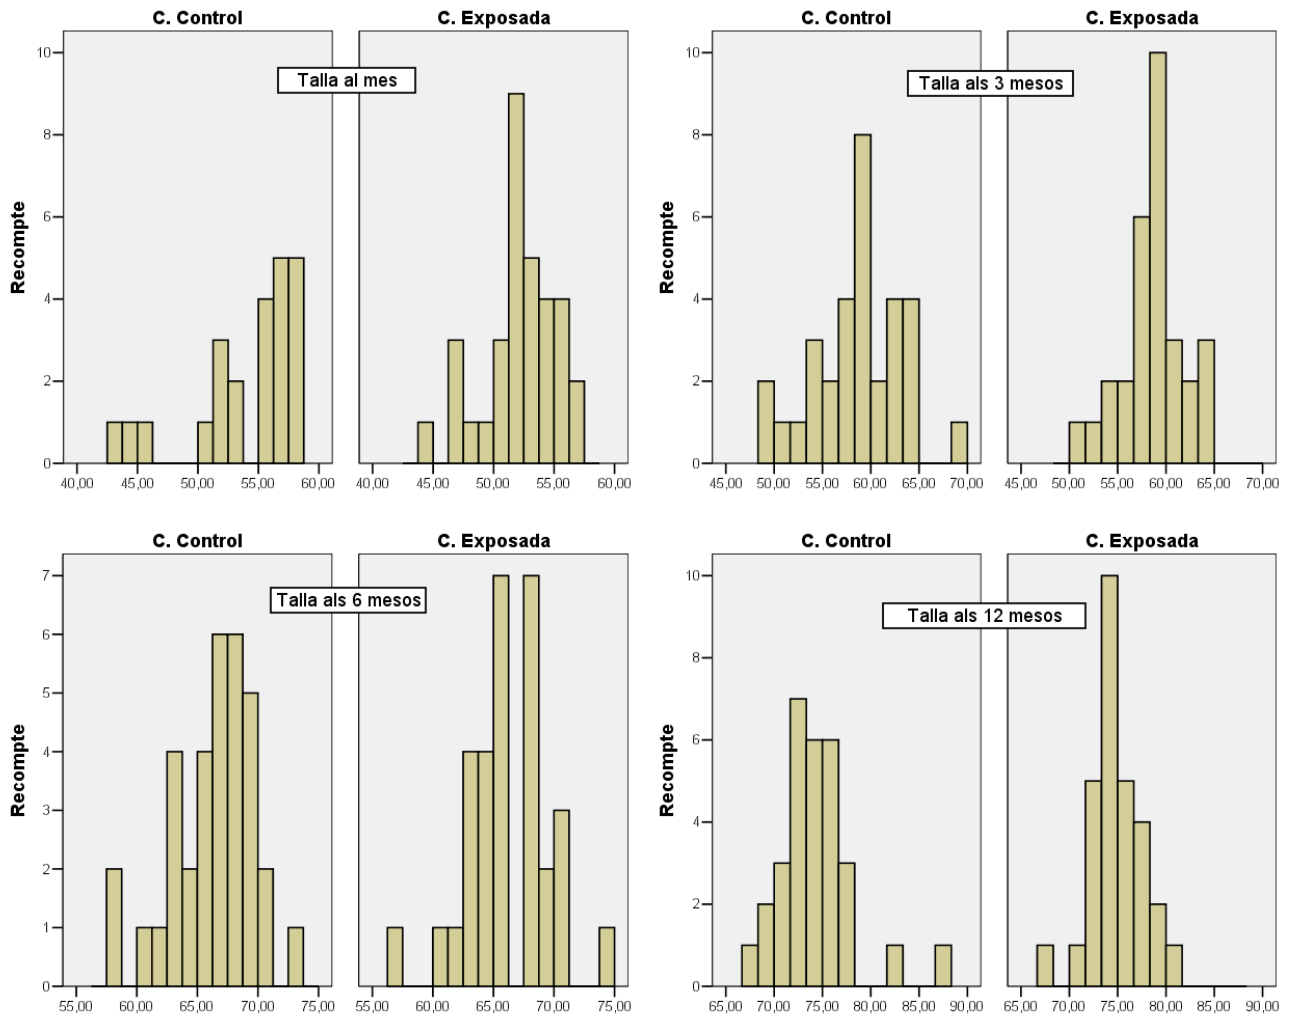 C. Control
C. Exposada
Talla al mes
Recompte
10
8
6
4
2
0
40,00 45,00 50,00 55,00 60,00
40,00 45,00 50,00 55,00 60,00
C. Control
C. Exposada
Talla als 3 mesos
Recompte
10
8
6
4
2
0
45,00 50,00 55,00 60,00 65,00 70,00
45,00 50,00 55,00 60,00 65,00 70,00
C. Control
C. Exposada
Talla als 6 mesos
Recompte
7
6
5
4
3
2
1
0
55,00 60,00 65,00 70,00 75,00
55,00 60,00 65,00 70,00 75,00
C. Control
C. Exposada
Talla als 12 mesos
Recompte
10
8
6
4
2
0
65,00 70,00 75,00 80,00 85,00 90,00
65,00 70,00 75,00 80,00 85,00 90,00